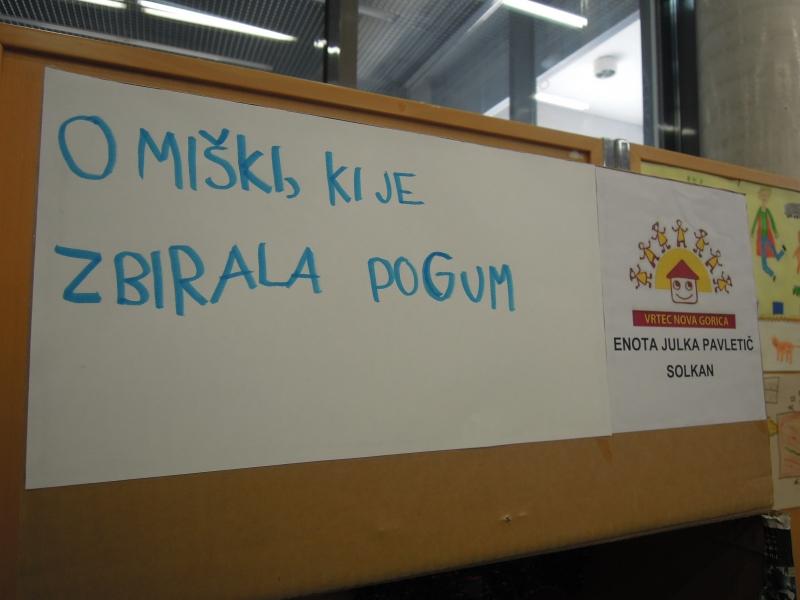 O MIŠKI, KI JE
ZBIRALA POGUM
VRTEC NOVA GORICA
ENOTA JULKA PAVLETIČ
SOLKAN